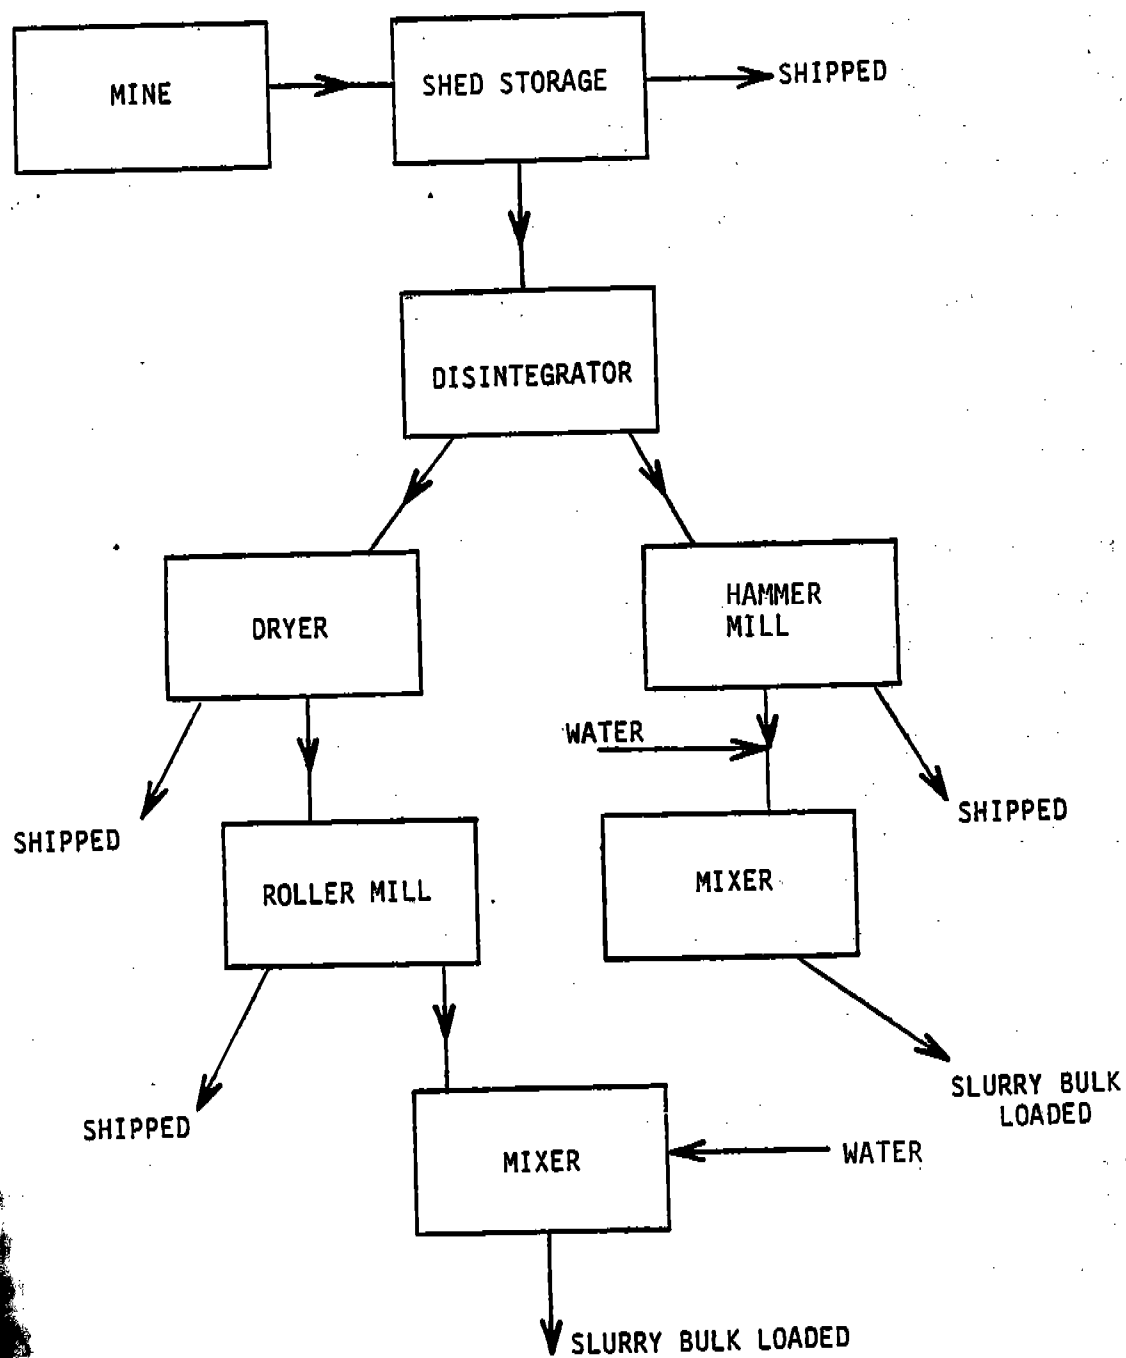 MINE
SHED STORAGE
SHIPPED
DISINTEGRATOR
DRYER
HAMMER
MILL
WATER
SHIPPED
SHIPPED
ROLLER MILL
MIXER
SLURRY BULK
LOADED
SHIPPED
MIXER
WATER
SLURRY BULK LOADED